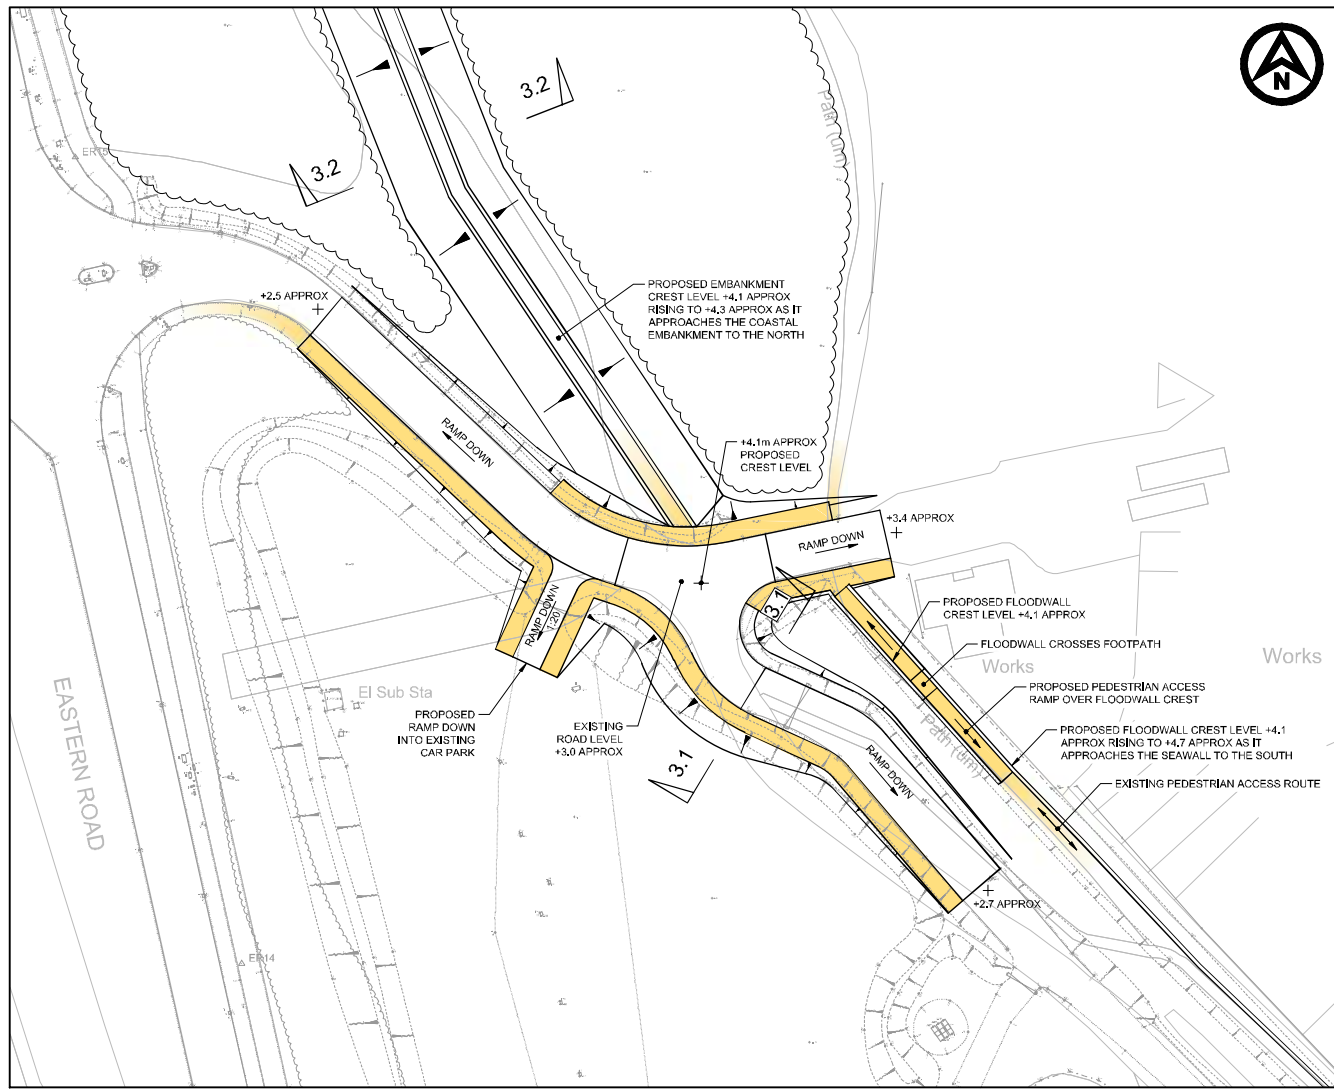 N
3.2
3.2
Path (um)
ER15
+2.5 APPROX
PROPOSED EMBANKMENT
CREST LEVEL +4.1 APPROX
RISING TO +4.3 APPROX AS IT
APPROACHES THE COASTAL
EMBANKMENT TO THE NORTH
RAMP DOWN
+4.1m APPROX
PROPOSED
CREST LEVEL
+3.4 APPROX
RAMP DOWN
3.1
PROPOSED FLOODWALL
CREST LEVEL +4.1 APPROX
FLOODWALL CROSSES FOOTPATH
Works
Works
RAMP DOWN
1:20
PROPOSED PEDESTRIAN ACCESS
RAMP OVER FLOODWALL CREST
El Sub Sta
PROPOSED
RAMP DOWN
INTO EXISTING
CAR PARK
EXISTING
ROAD LEVEL
+3.0 APPROX
PROPOSED FLOODWALL CREST LEVEL +4.1
APPROX RISING TO +4.7 APPROX AS IT
APPROACHES THE SEAWALL TO THE SOUTH
Path (um)
3.1
RAMP DOWN
EXISTING PEDESTRIAN ACCESS ROUTE
EASTERN ROAD
+2.7 APPROX
ER14